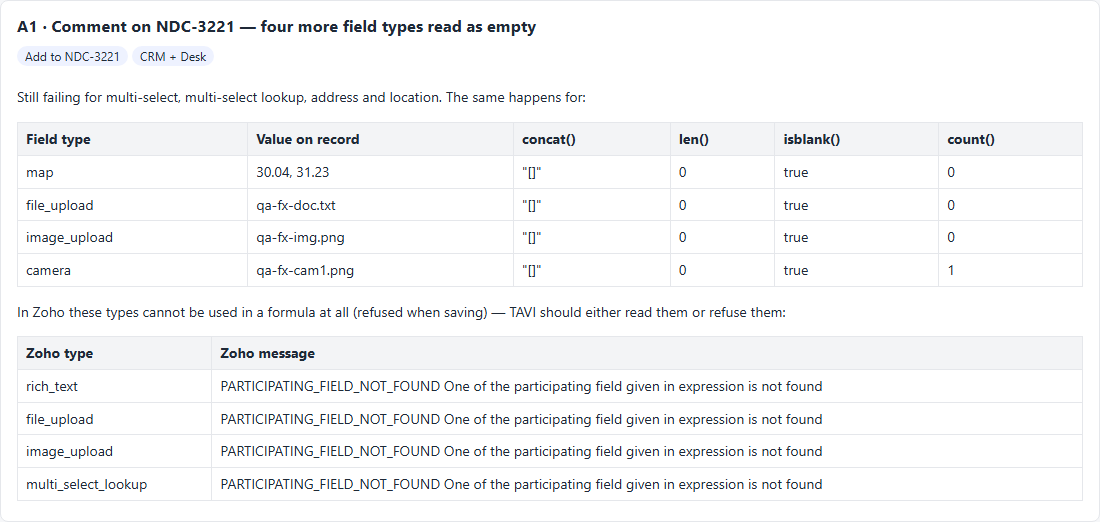 A1 · Comment on NDC-3221 — four more field types read as empty
Add to NDC-3221 CRM + Desk
Still failing for multi-select, multi-select lookup, address and location. The same happens for:
Field type Value on record concat() len() isblank() count()
map 30.04, 31.23 "[]" 0 true 0
file_upload qa-fx-doc.txt "[]" 0 true 0
image_upload qa-fx-img.png "[]" 0 true 0
camera qa-fx-cam1.png "[]" 0 true 1
In Zoho these types cannot be used in a formula at all (refused when saving) — TAVI should either read them or refuse them:
Zoho type Zoho message
rich_text PARTICIPATING_FIELD_NOT_FOUND One of the participating field given in expression is not found
file_upload PARTICIPATING_FIELD_NOT_FOUND One of the participating field given in expression is not found
image_upload PARTICIPATING_FIELD_NOT_FOUND One of the participating field given in expression is not found
multi_select_lookup PARTICIPATING_FIELD_NOT_FOUND One of the participating field given in expression is not found